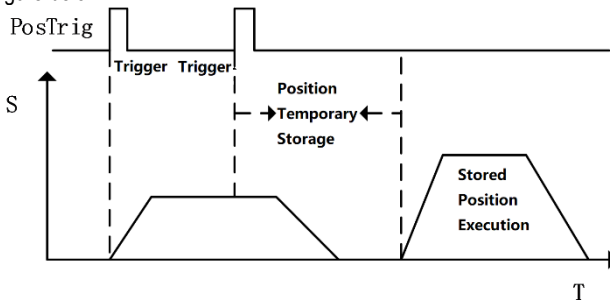 PosTrig
Trigger Trigger
Position
Temporary
Storage
S
Stored
Position
Execution
T